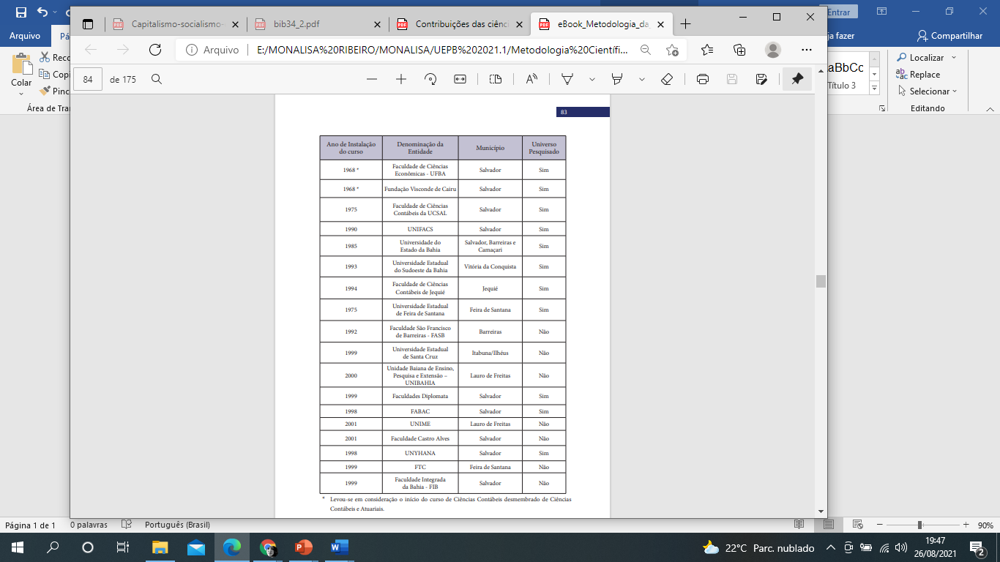 Entrar
Arquivo
Pá
ja fazer
Compartilhar
Capitalismo-socialismo-
bib34_2.pdf
Contribuições das ciênci
eBook_Metodologia_da_
Arquivo
E:/MONALISA%20RIBEIRO/MONALISA/UEPB%202021.1/Metodologia%20Científi...
84 de 175
Colar
Reco
Copi
Pinc
Área de Tran
aBbCc
Título 3
Localizar
Replace
Selecionar
Editando
83
Ano de Instalação do curso Denominação da Entidade Município Universo Pesquisado
1968 * Faculdade de Ciências Econômicas - UFBA Salvador Sim
1968 * Fundação Visconde de Cairu Salvador Sim
1975 Faculdade de Ciências Contábeis da UCSAL Salvador Sim
1990 UNIFACS Salvador Sim
1985 Universidade do Estado da Bahia Salvador, Barreiras e Camaçari Sim
1993 Universidade Estadual do Sudoeste da Bahia Vitória da Conquista Sim
1994 Faculdade de Ciências Contábeis de Jequié Jequié Sim
1975 Universidade Estadual de Feira de Santana Feira de Santana Sim
1992 Faculdade São Francisco de Barreiras - FASB Barreiras Não
1999 Universidade Estadual de Santa Cruz Itabuna/Ilhéus Não
2000 Unidade Baiana de Ensino, Pesquisa e Extensão – UNIBAHIA Lauro de Freitas Não
1999 Faculdades Diplomata Salvador Sim
1998 FABAC Salvador Sim
2001 UNIME Lauro de Freitas Não
2001 Faculdade Castro Alves Salvador Não
1998 UNYHANA Salvador Sim
1999 FTC Feira de Santana Não
1999 Faculdade Integrada da Bahia - FIB Salvador Não
* Levou-se em consideração o início do curso de Ciências Contábeis desmembrado de Ciências
Contábeis e Atuariais.
Página 1 de 1 0 palavras Português (Brasil) 90%
22°C Parc. nublado
19:47
26/08/2021
2